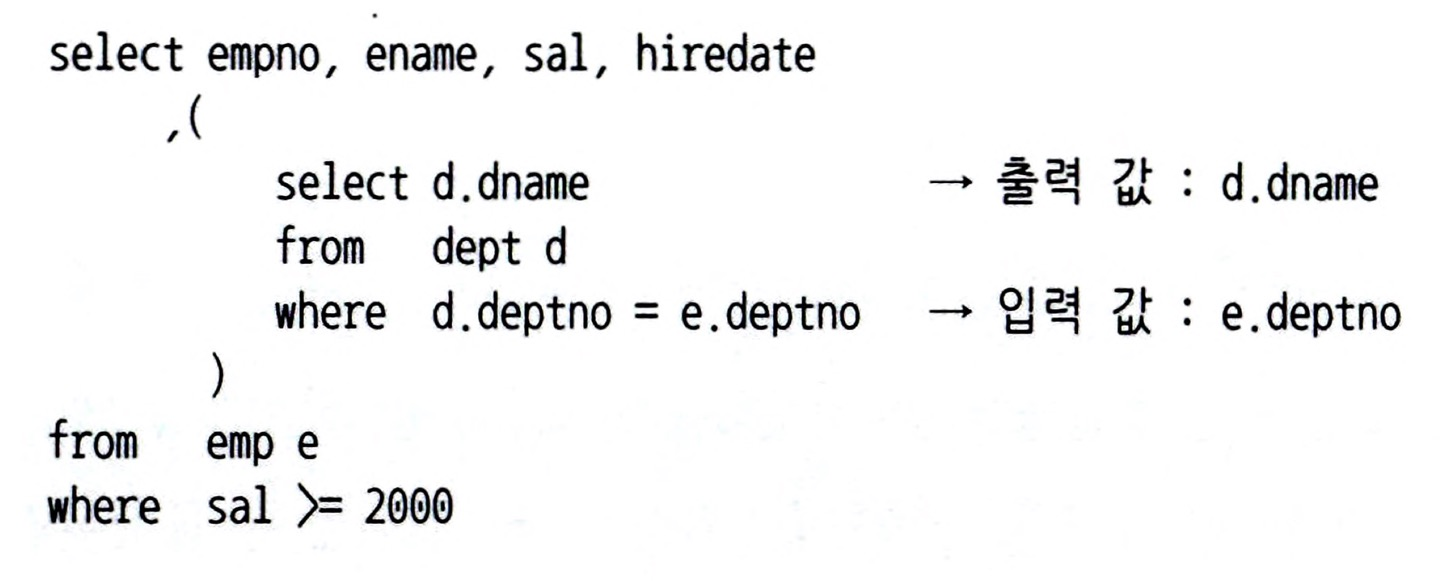 select empno, ename, sal, hiredate
,(
select d.dname → 출력 값 : d.dname
from dept d
where d.deptno = e.deptno → 입력 값 : e.deptno
)
from emp e
where sal >= 2000